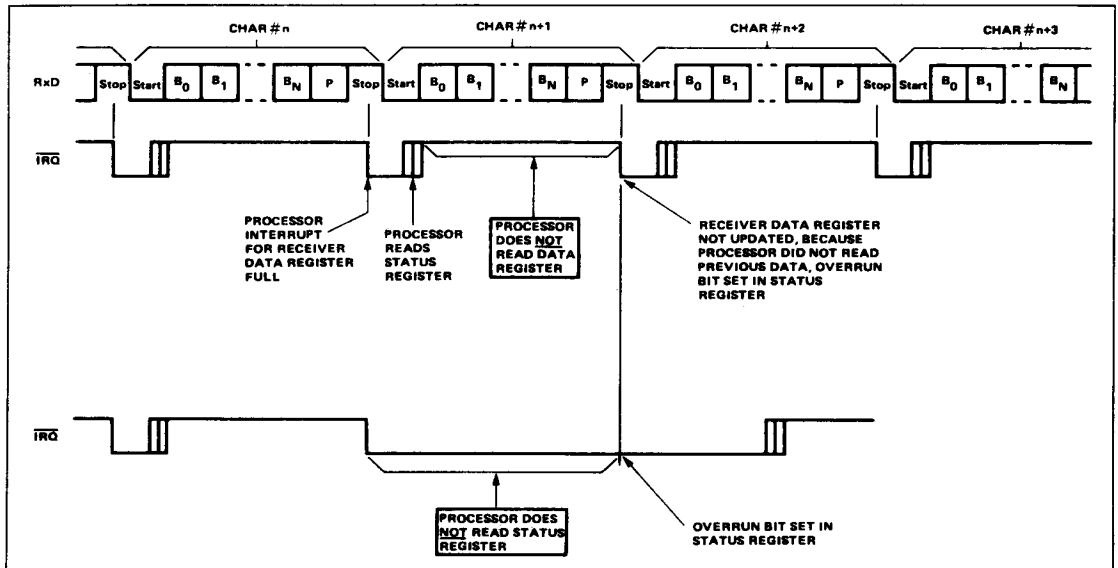 CHAR#n CHAR#n+1 CHAR#n+2 CHAR#n+3
RxD Stop Start B0 B1 BN P Stop Start B0 B1 BN P Stop Start B0 B1 BN P Stop Start B0 B1 BN
IRQ
PROCESSOR
INTERRUPT
FOR RECEIVER
DATA REGISTER
FULL
PROCESSOR
READS
STATUS
REGISTER
PROCESSOR
DOES NOT
READ DATA
REGISTER
RECEIVER DATA REGISTER
NOT UPDATED, BECAUSE
PROCESSOR DID NOT READ
PREVIOUS DATA, OVERRUN
BIT SET IN STATUS
REGISTER
IRQ
PROCESSOR DOES
NOT READ STATUS
REGISTER
OVERRUN BIT SET IN
STATUS REGISTER